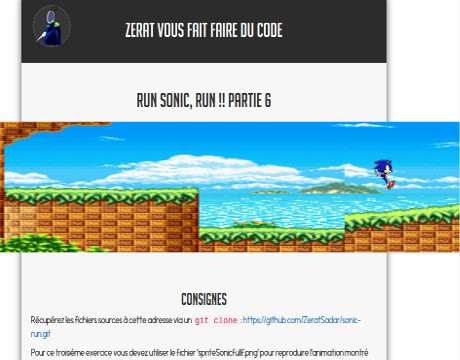 ZERAT VOUS FAIT FAIRE DU CODE
RUN SONIC, RUN !! PARTIE 6
CONSIGNES
Récupérez les fichiers sources à cette adresse via un git clone : https://github.com/ZeratSadar/sonic-
run.git
Pour ce troisième exercice vous devez utiliser le fichier 'spriteSonicFull.png' pour reproduire l'animation montré